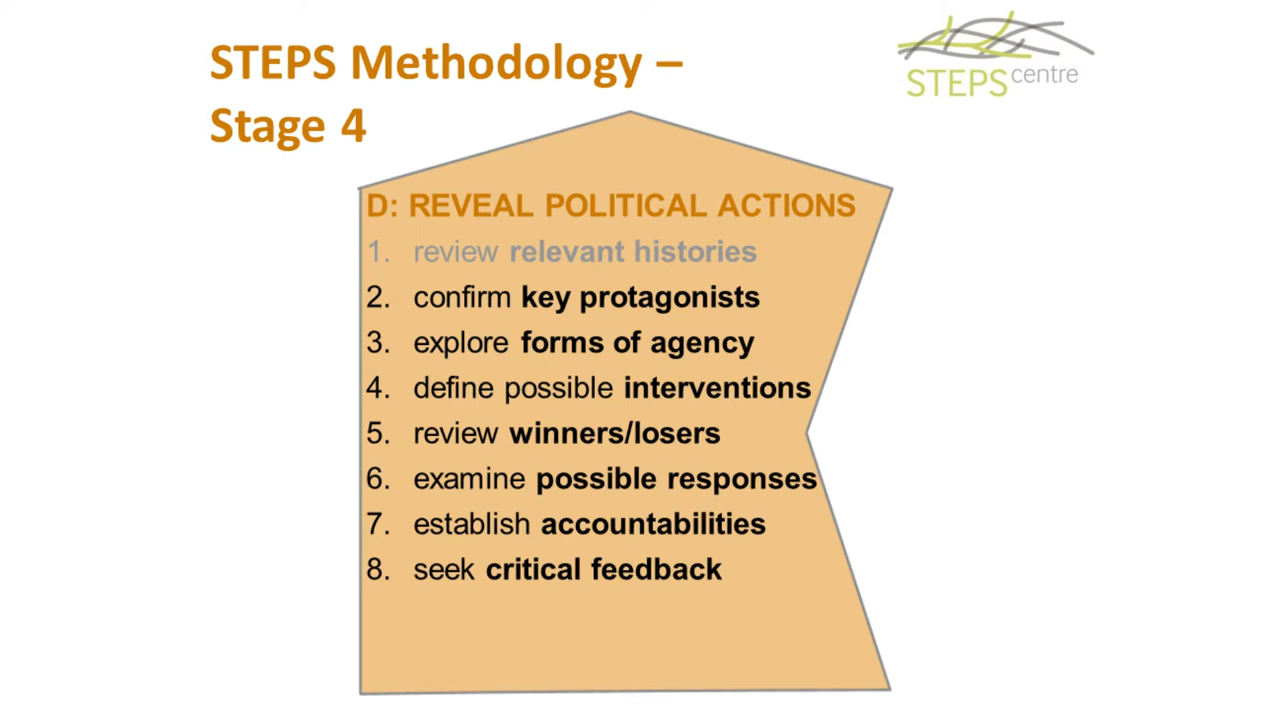 STEPS Methodology –
Stage 4
STEPS centre
D: REVEAL POLITICAL ACTIONS
1. review relevant histories
2. confirm key protagonists
3. explore forms of agency
4. define possible interventions
5. review winners/losers
6. examine possible responses
7. establish accountabilities
8. seek critical feedback